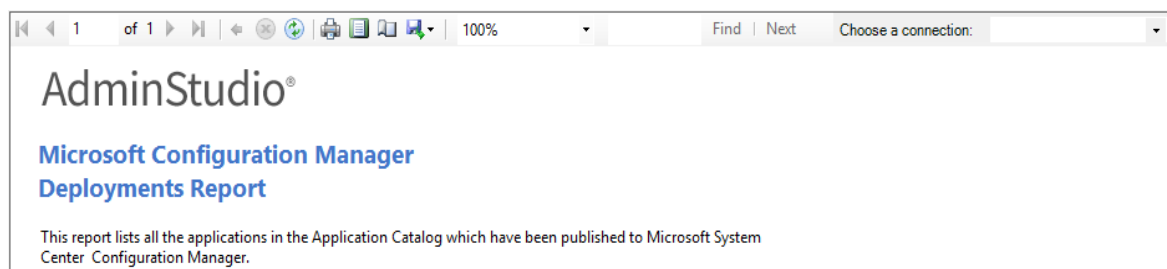 1 of 1 100% Find | Next Choose a connection:
AdminStudio®
Microsoft Configuration Manager
Deployments Report
This report lists all the applications in the Application Catalog which have been published to Microsoft System
Center Configuration Manager.